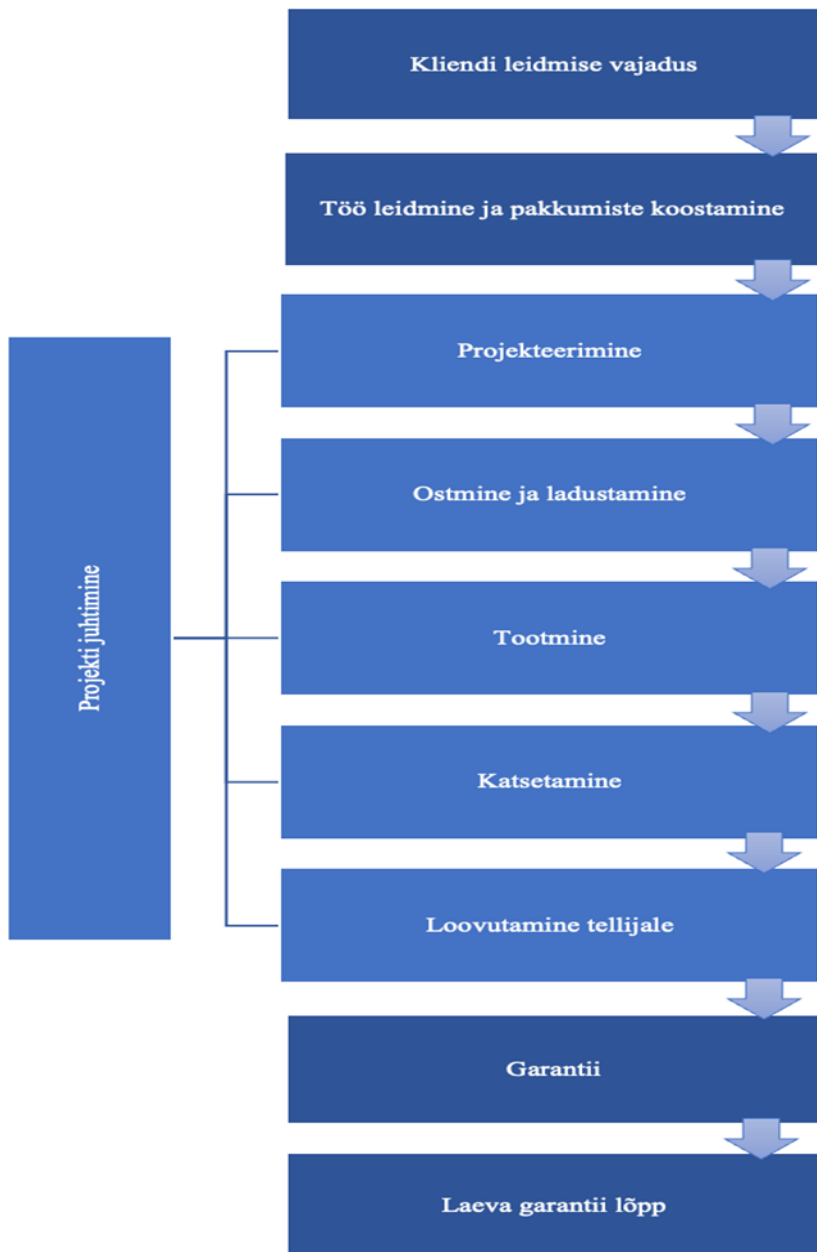 Kliendi leidmise vajadus
Töö leidmine ja pakkumiste koostamine
Projekteerimine
Ostmine ja ladustamine
Projekti juhtimine
Tootmine
Katsetamine
Loovutamine tellijale
Garantii
Laeva garantii lõpp